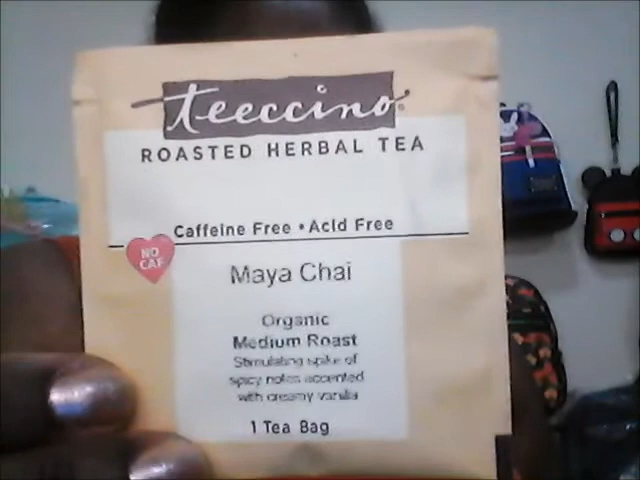 teeccino®
ROASTED HERBAL TEA
Caffeine Free • Acid Free
NO
CAF
Maya Chai
Organic
Medium Roast
Stimulating spike of
spicy notes accented
with creamy vanilla
1 Tea Bag